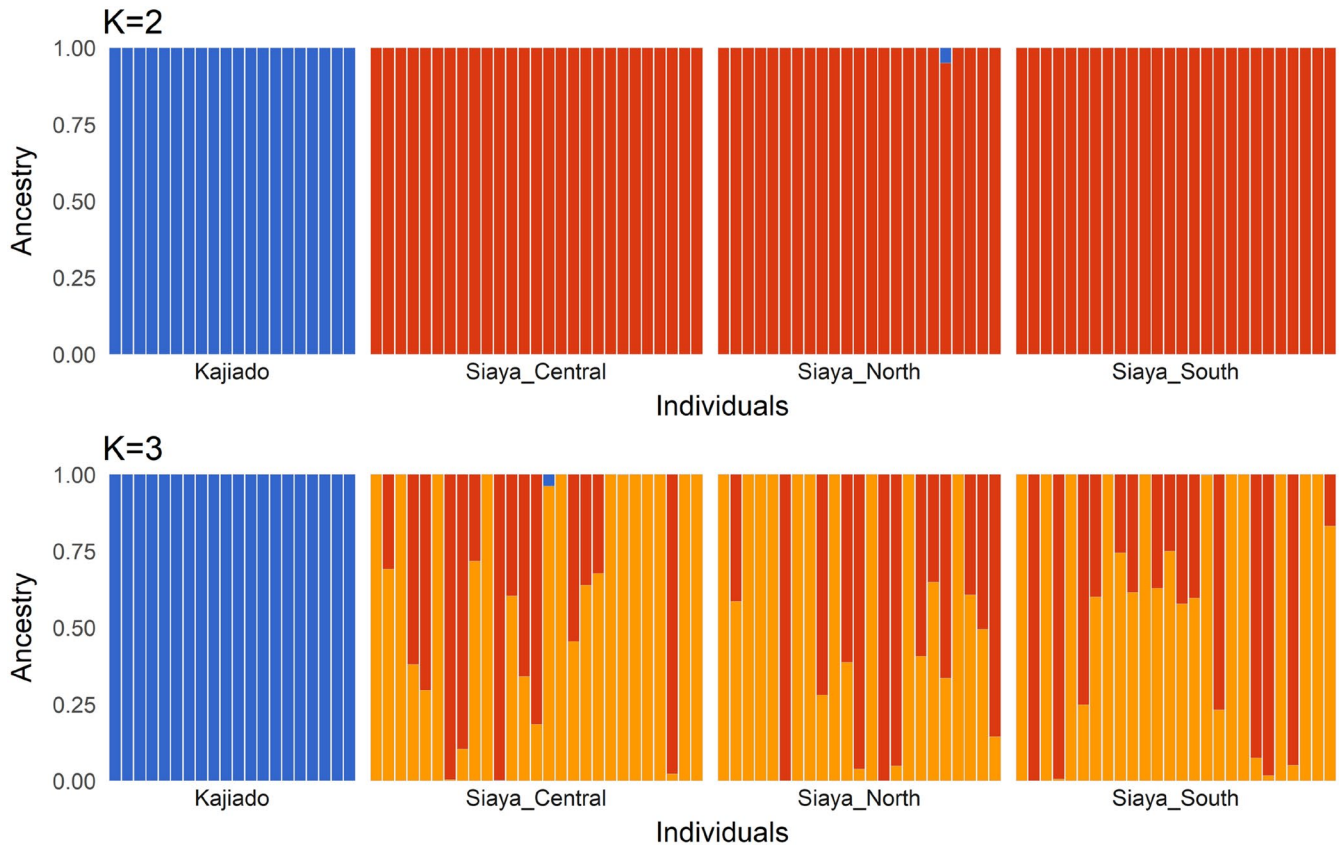 K=2
1.00
0.75
0.50
0.25
0.00
Ancestry
Kajiado Siaya_Central Siaya_North Siaya_South
Individuals
K=3
1.00
0.75
0.50
0.25
0.00
Ancestry
Kajiado Siaya_Central Siaya_North Siaya_South
Individuals